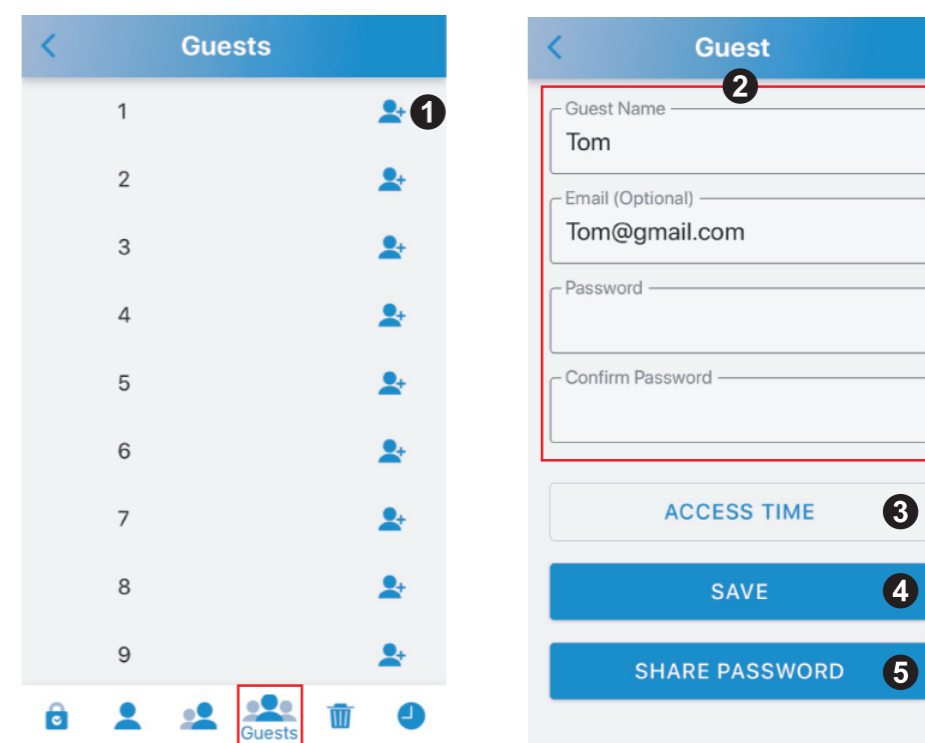 Guests
1
1
2
3
4
5
6
7
8
9
Guests
Guest
2
Guest Name
Tom
Email (Optional)
Tom@gmail.com
Password
Confirm Password
ACCESS TIME
3
SAVE
4
SHARE PASSWORD
5